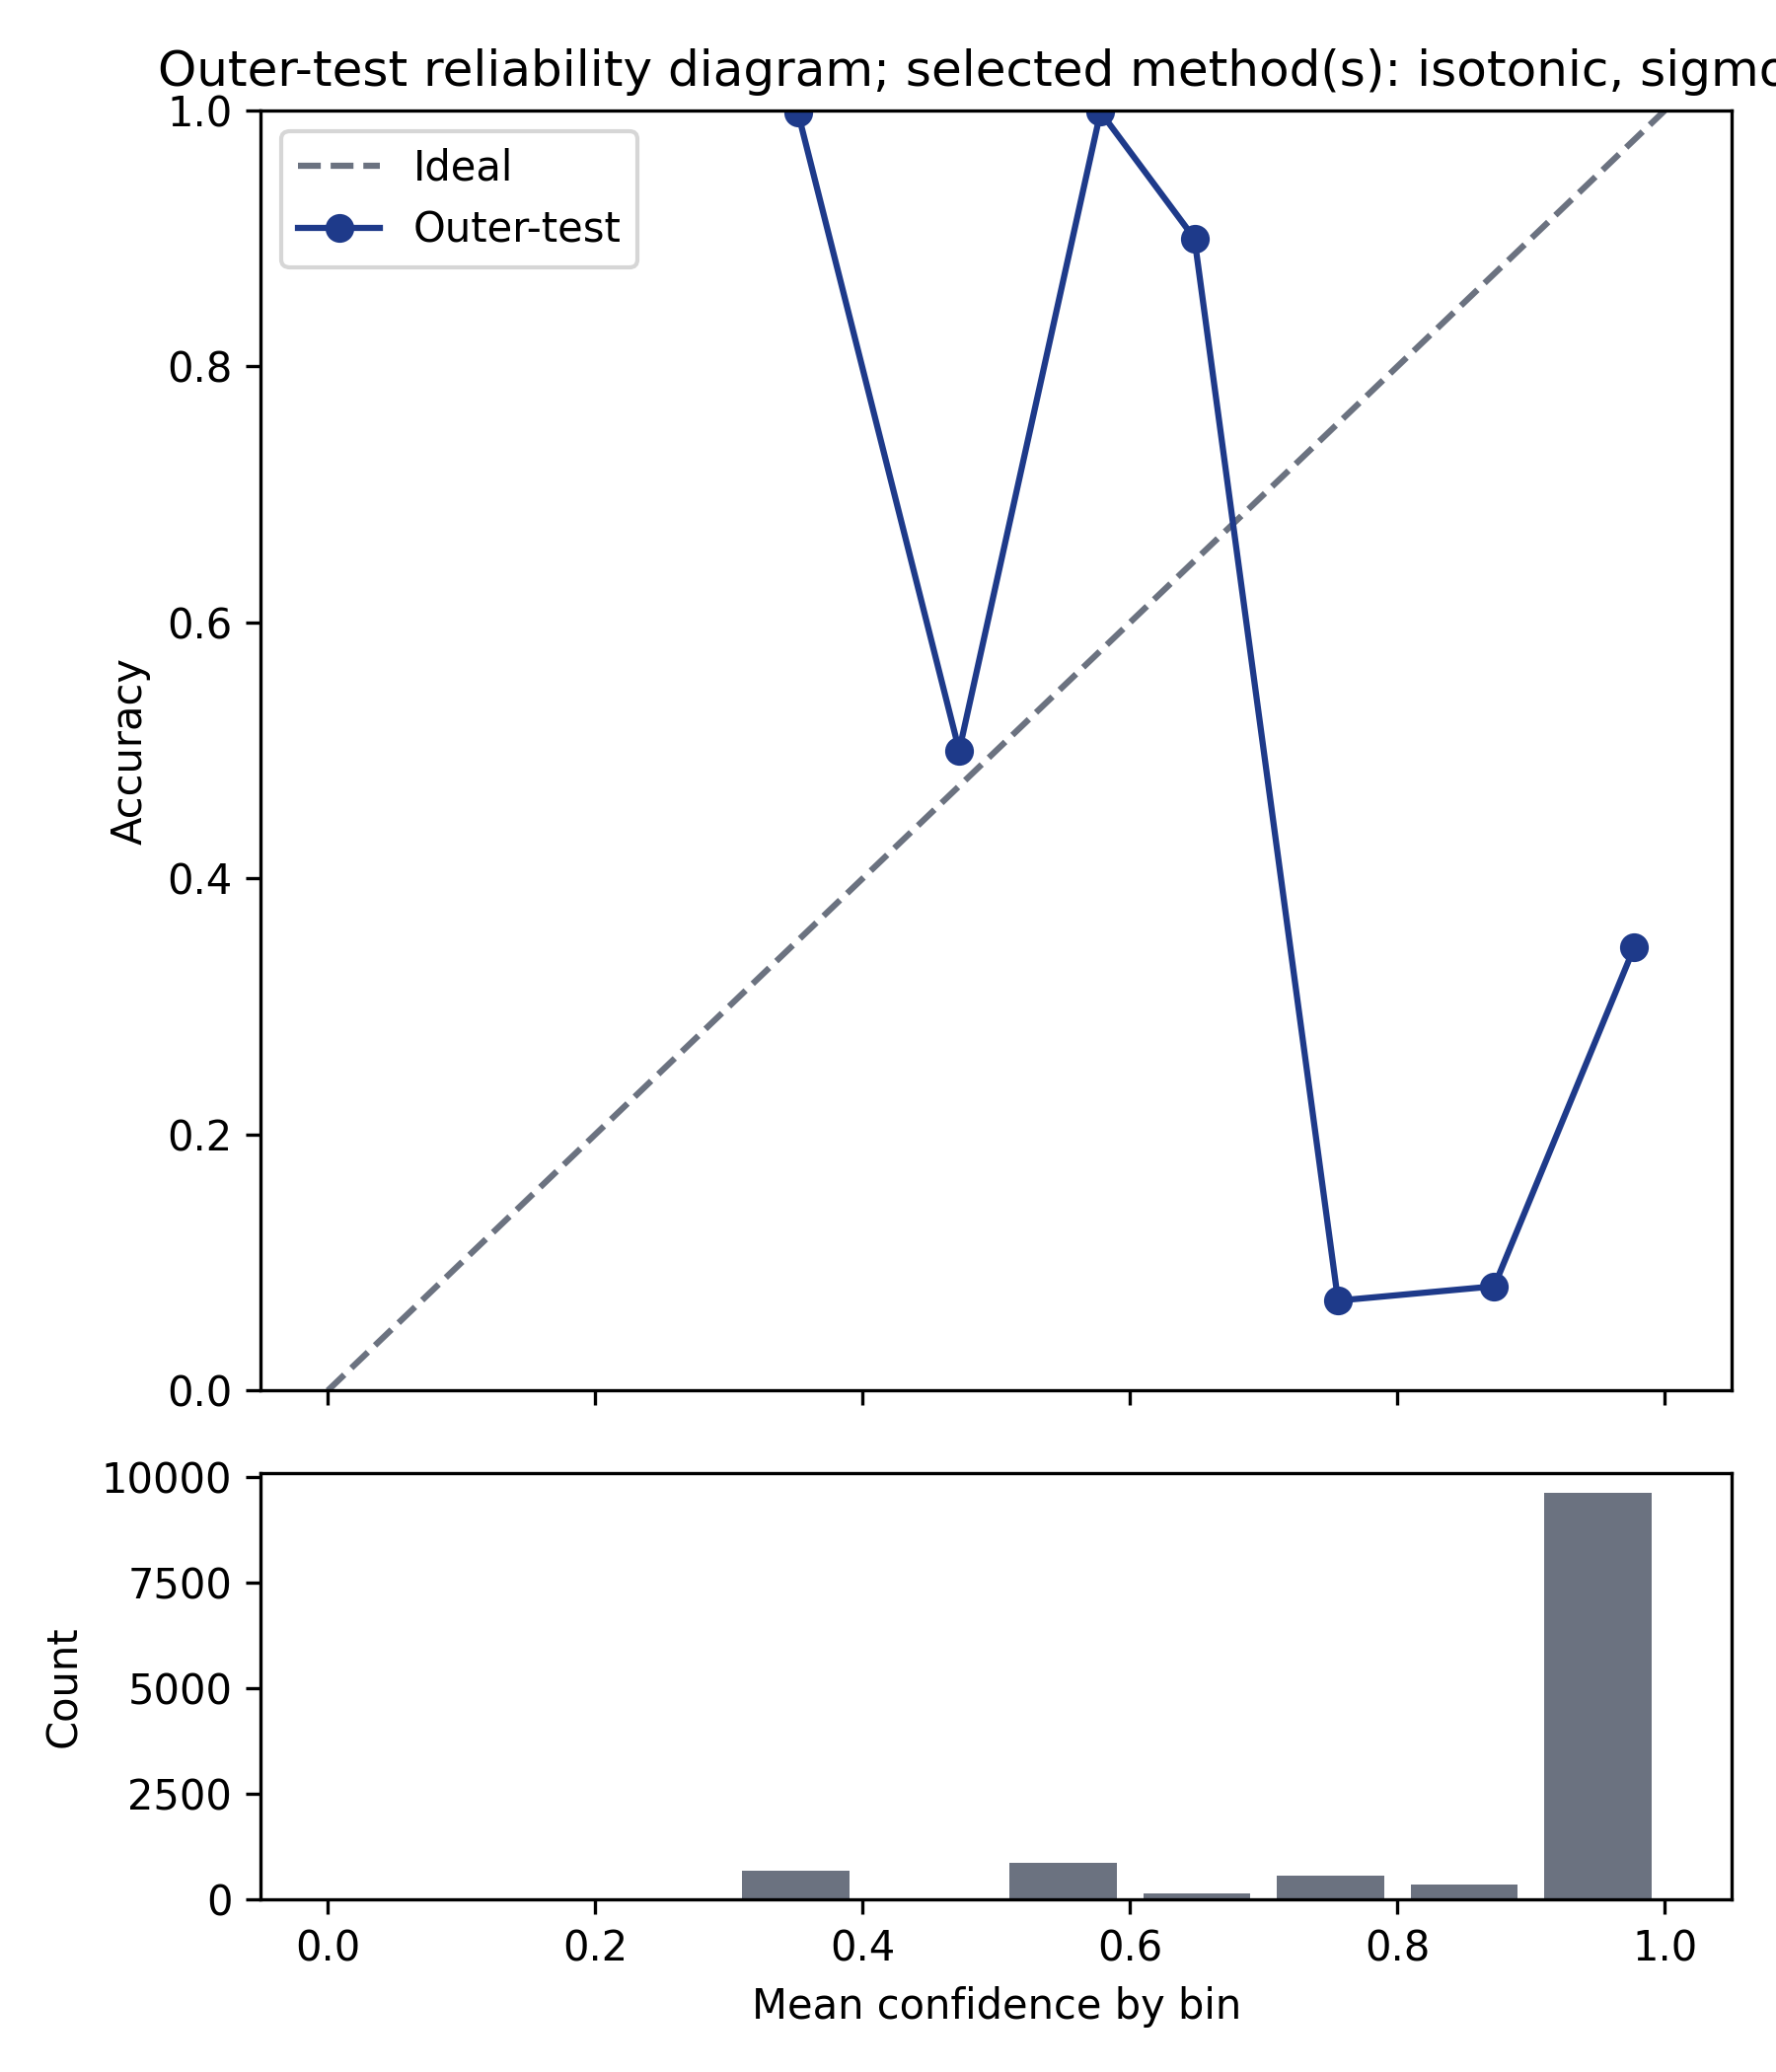 Outer-test reliability diagram; selected method(s): isotonic,
1.0
Ideal
Outer-test
0.8
0.6
Accuracy
0.4
0.2
0.0
10000
7500
Count
5000
2500
0
0.0 0.2 0.4 0.6 0.8 1.0
Mean confidence by bin